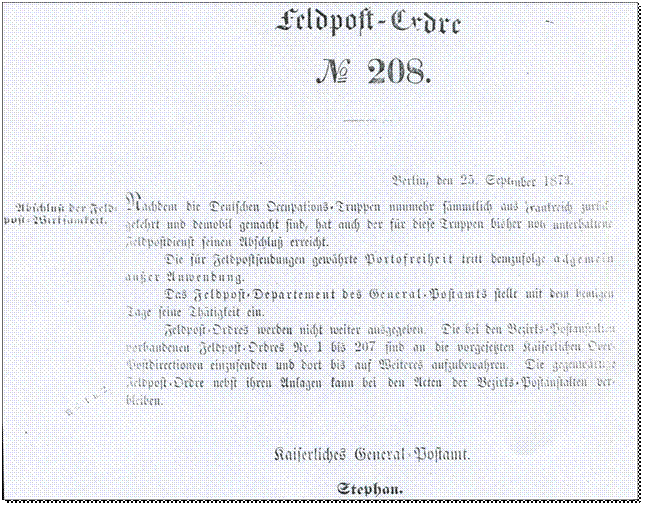 Feldpost-Ordre
№ 208.
Berlin, den 25. September 1873.
Abschluß der Feld-
post-Wirksamkeit.
Nachdem die Deutschen Occupations-Truppen nunmehr sämmtlich aus Frankreich zurück-
gekehrt und demobil gemacht sind, hat auch der für diese Truppen bisher noch unterhaltene
Feldpostdienst seinen Abschluß erreicht.
Die für Feldpostsendungen gewährte Portofreiheit tritt demzufolge allgemein
außer Anwendung.
Das Feldpost-Departement des General-Postamts stellt mit dem heutigen
Tage seine Thätigkeit ein.
Feldpost-Ordres werden nicht weiter ausgegeben. Die bei den Bezirks-Postanstalten
vorhandenen Feldpost-Ordres Nr. 1 bis 207 sind an die vorgesetzten Kaiserlichen Ober-
Postdirectionen einzusenden und dort bis auf Weiteres aufzubewahren. Die gegenwärtige
Feldpost-Ordre nebst ihren Anlagen kann bei den Acten der Bezirks-Postanstalten ver-
bleiben.
Kaiserliches General-Postamt.
Stephan.